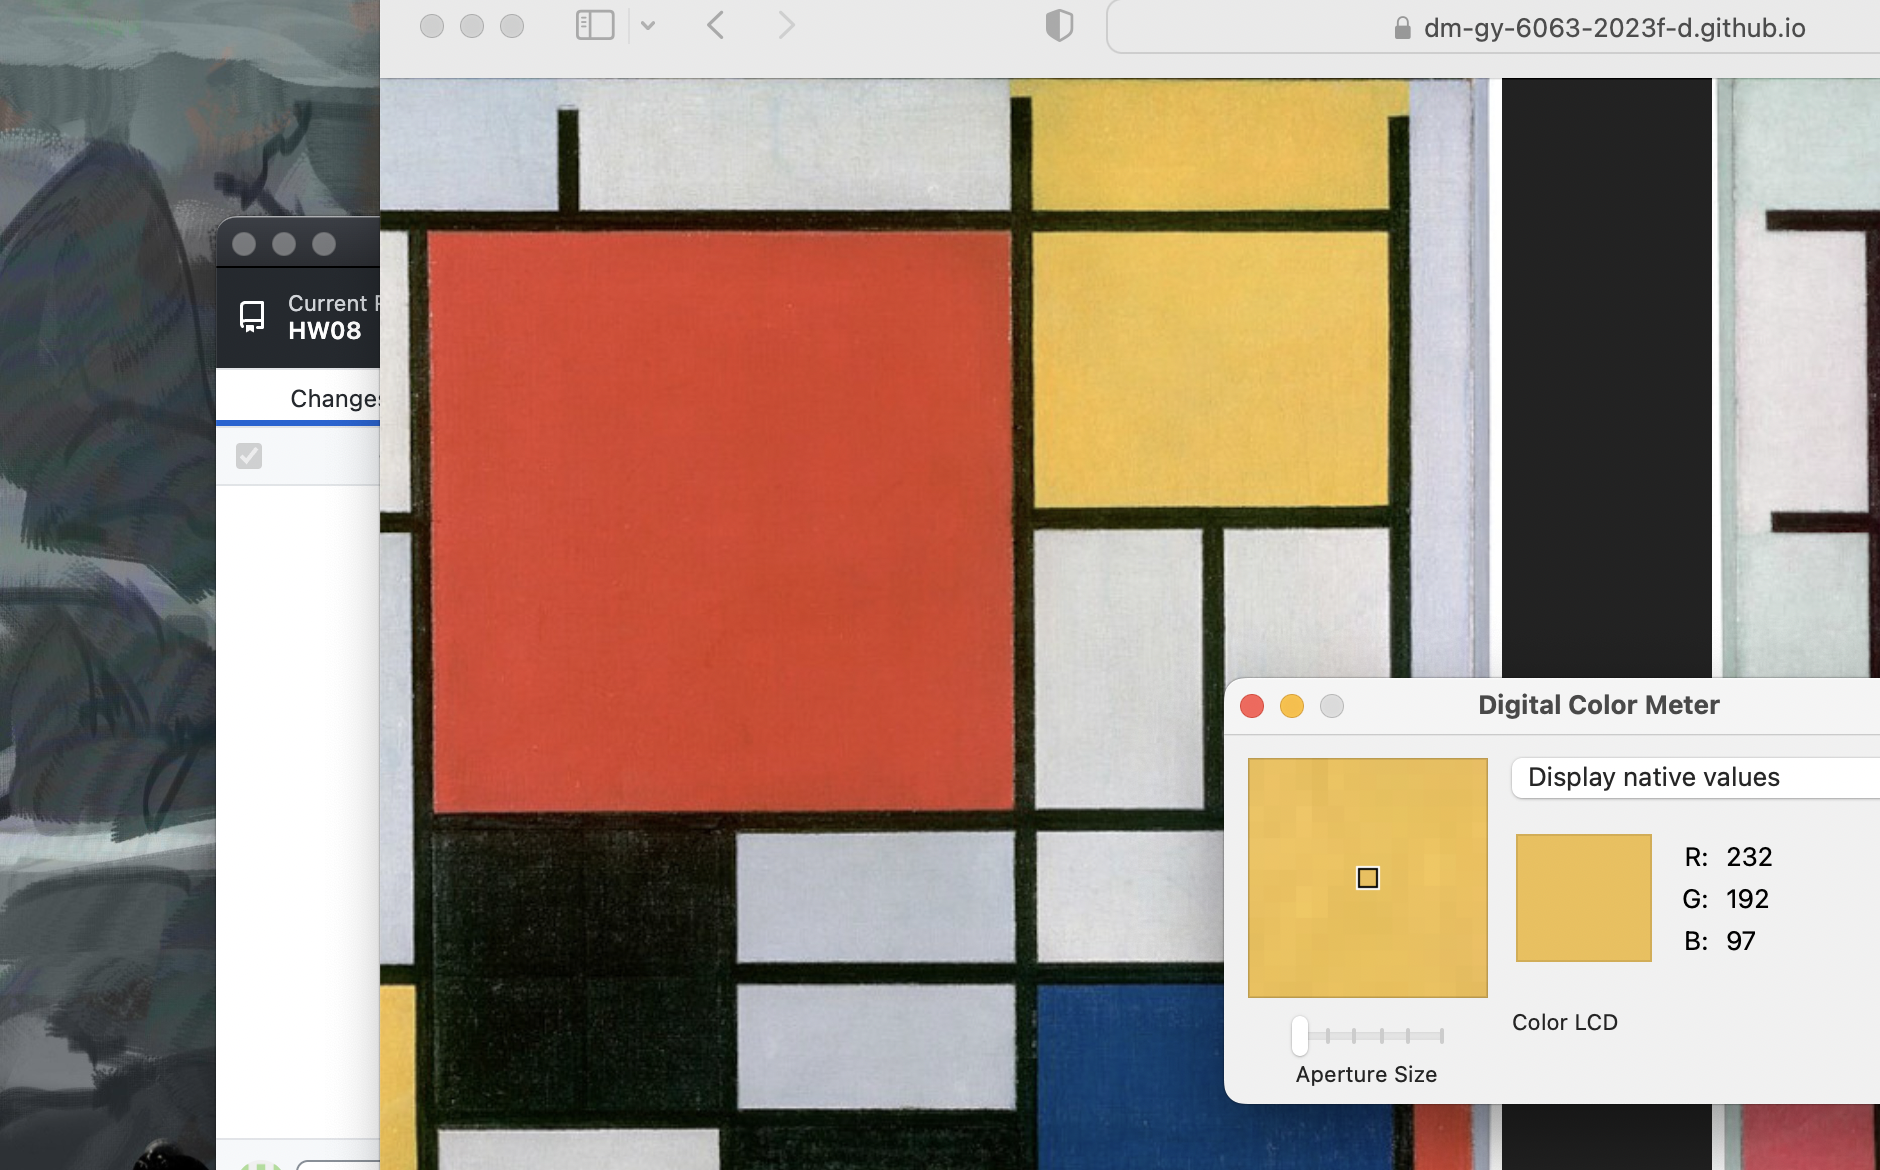 dm-gy-6063-2023f-d.github.io
Current
HW08
Changes
Digital Color Meter
Display native values
R: 232
G: 192
B: 97
Color LCD
Aperture Size